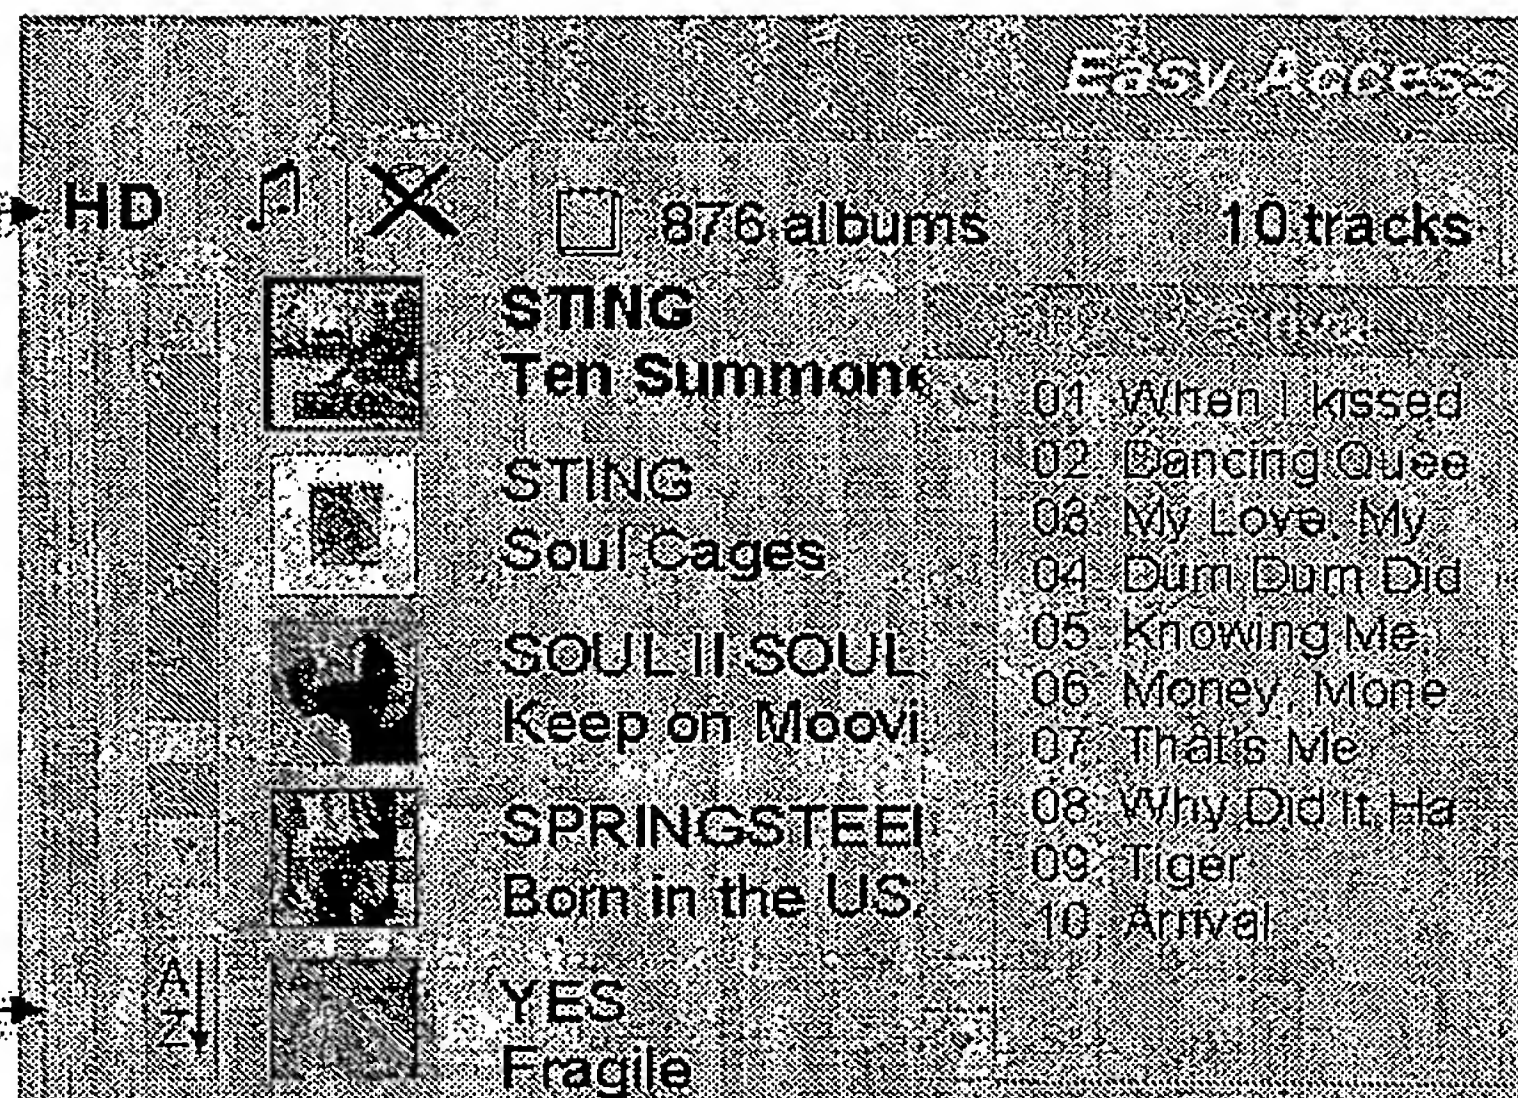 Easy Access
HD
876 albums
10 tracks
STING
Ten Summone
STING
Soul Cages
SOUL II SOUL
Keep on Moovi
SPRINGSTEEN
Born in the US.
YES
Fragile
A
Z
01. When I kissed
02. Dancing Quee
03. My Love, My
04. Dum Dum Did
05. Knowing Me,
06. Money, Mone
07. That's Me
08. Why Did It Ha
09. Tiger
10. Arrival